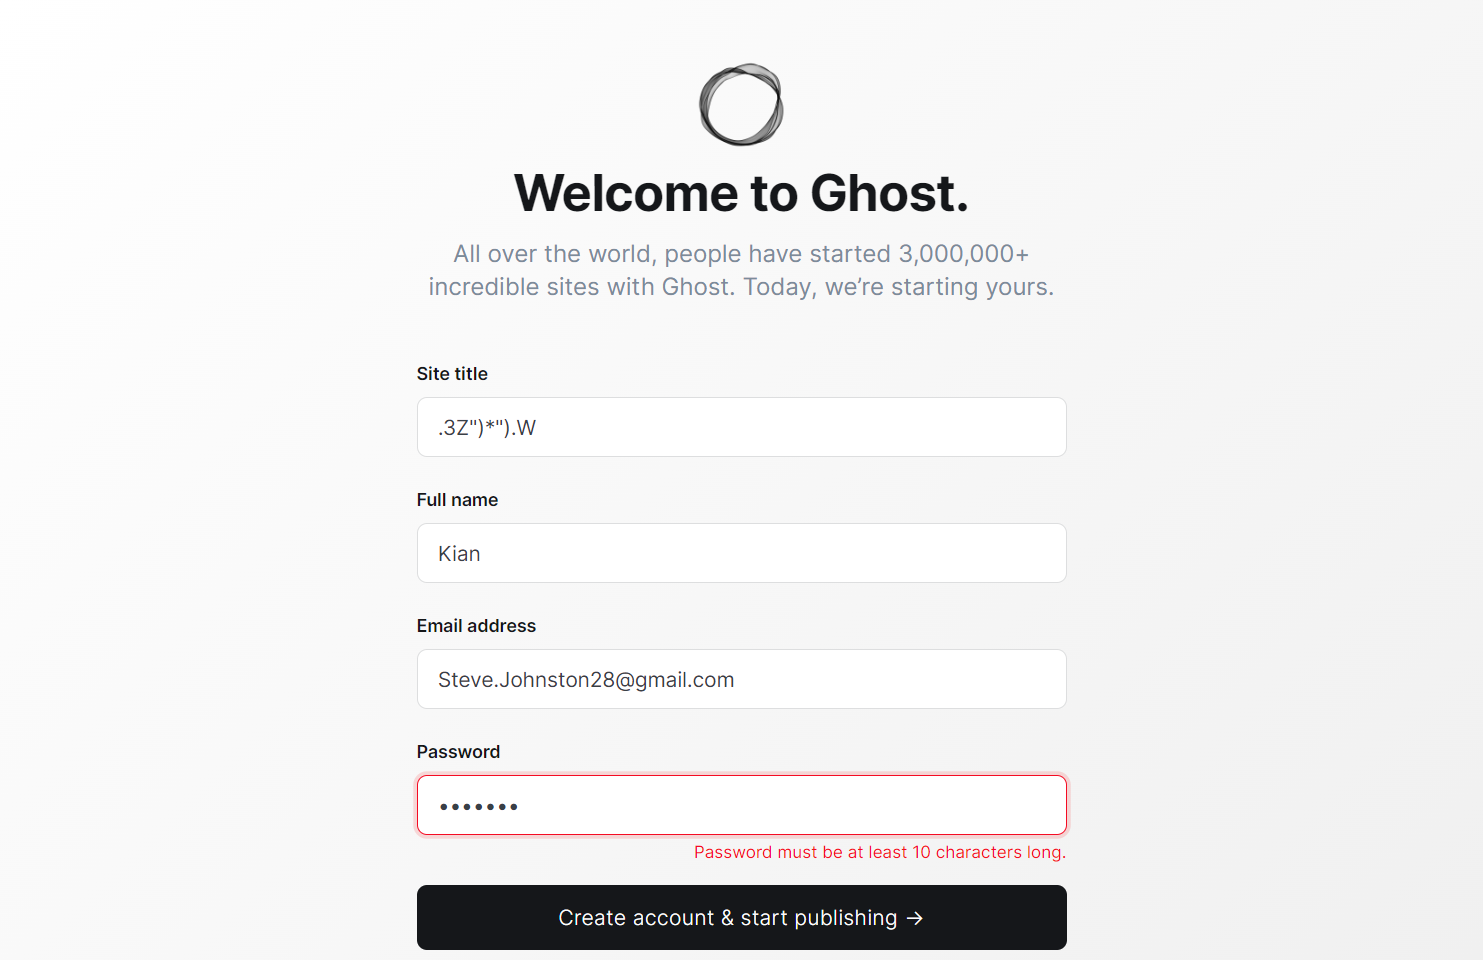 Welcome to Ghost.
All over the world, people have started 3,000,000+
incredible sites with Ghost. Today, we’re starting yours.
Site title
.3Z")*").W
Full name
Kian
Email address
Steve.Johnston28@gmail.com
Password
•••••••
Password must be at least 10 characters long.
Create account & start publishing →